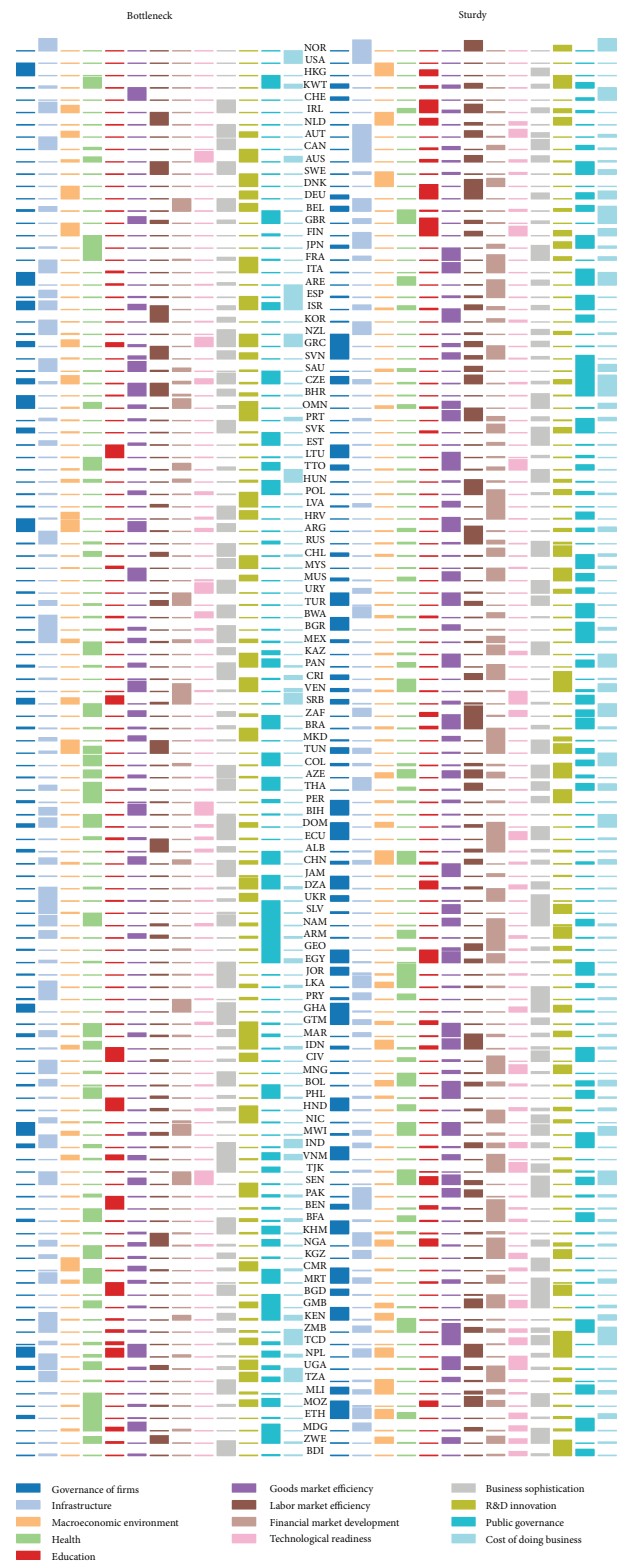 Bottleneck
Sturdy
NOR
USA
HKG
KWT
CHE
IRL
NLD
AUT
CAN
AUS
SWE
DNK
DEU
BEL
GBR
FIN
JPN
FRA
ITA
ARE
ESP
ISR
KOR
NZL
GRC
SVN
SAU
CZE
BHR
OMN
PRT
SVK
EST
LTU
TTO
HUN
POL
LVA
HRV
ARG
RUS
CHL
MYS
MUS
URY
TUR
BWA
BGR
MEX
KAZ
PAN
CRI
VEN
SRB
ZAF
BRA
MKD
TUN
COL
AZE
THA
PER
BIH
DOM
ECU
ALB
CHN
JAM
DZA
UKR
SLV
NAM
ARM
GEO
EGY
JOR
LKA
PRY
GHA
GTM
MAR
IDN
CIV
MNG
BOL
PHL
HND
NIC
MWI
IND
VNM
TJK
SEN
PAK
BEN
BFA
KHM
NGA
KGZ
CMR
MRT
BGD
GMB
KEN
ZMB
TCD
NPL
UGA
TZA
MLI
MOZ
ETH
MDG
ZWE
BDI
Governance of firms
Infrastructure
Macroeconomic environment
Health
Education
Goods market efficiency
Labor market efficiency
Financial market development
Technological readiness
Business sophistication
R&D innovation
Public governance
Cost of doing business